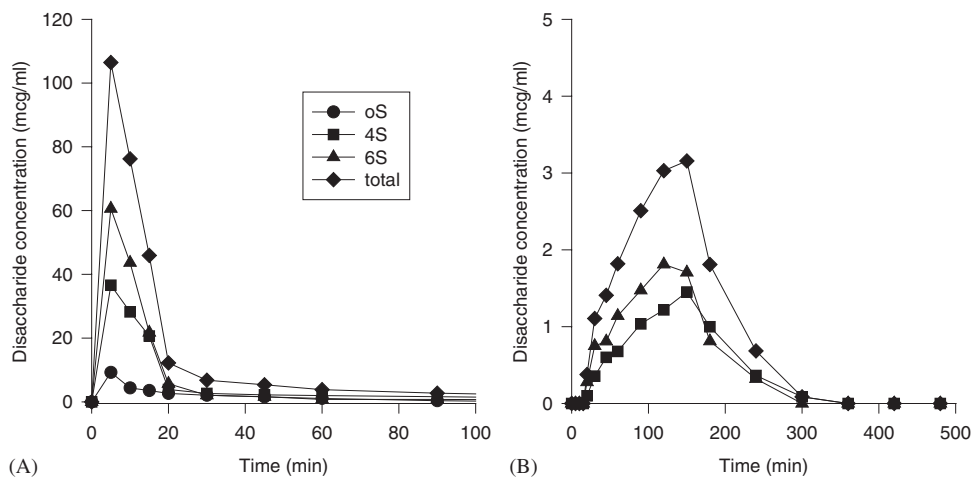 Disaccharide concentration (mcg/ml)
120
100
80
60
40
20
0
oS
4S
6S
total
0 20 40 60 80 100
Time (min)
(A)
Disaccharide concentration (mcg/ml)
5
4
3
2
1
0
0 100 200 300 400 500
Time (min)
(B)